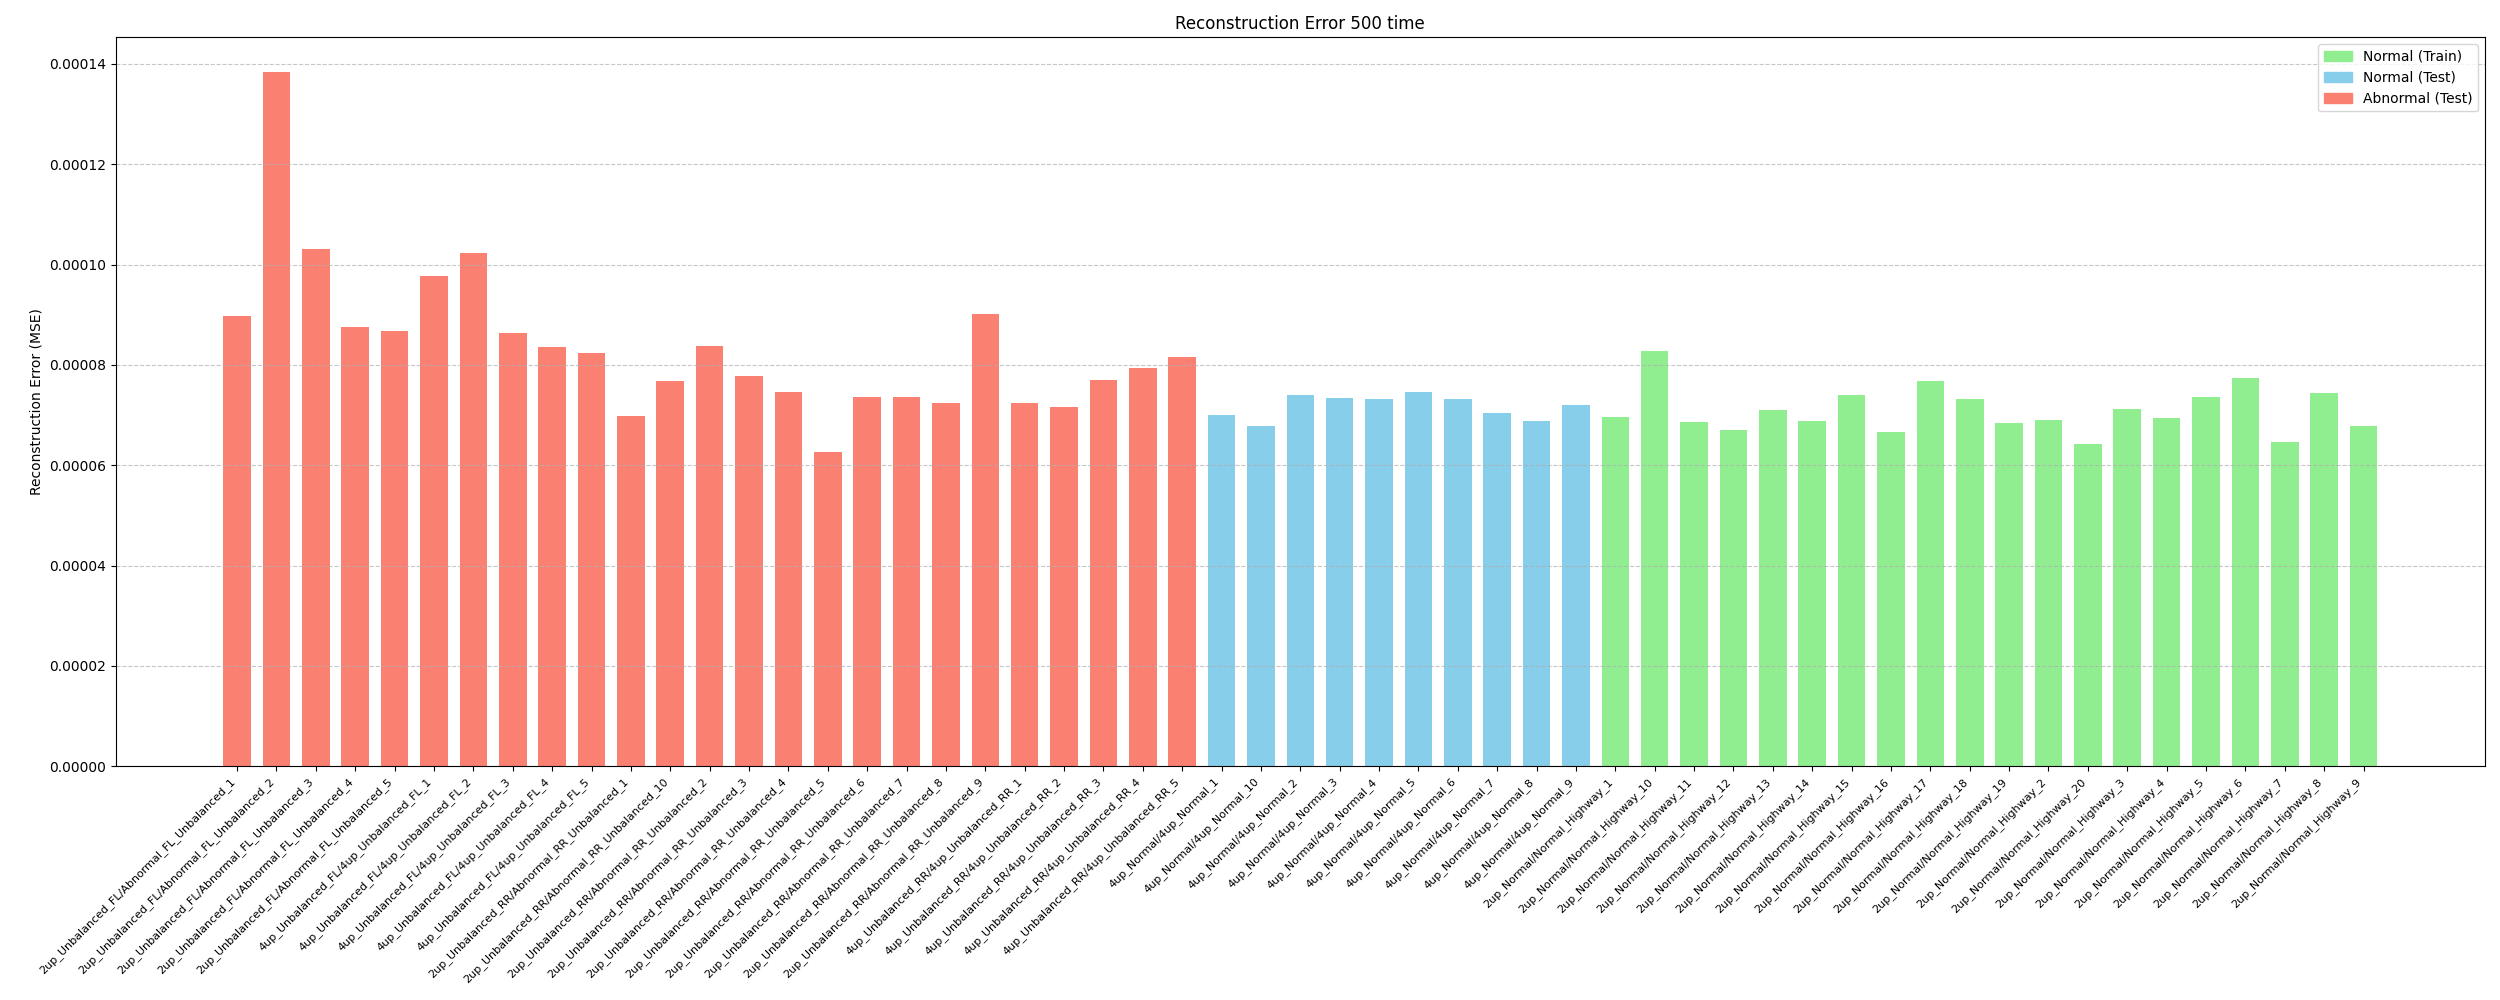 Reconstruction Error 500 time
Normal (Train)
Normal (Test)
Abnormal (Test)
Reconstruction Error (MSE)
0.00014
0.00012
0.00010
0.00008
0.00006
0.00004
0.00002
0.00000
2up_Unbalanced_FL/Abnormal_FL_Unbalanced_1
2up_Unbalanced_FL/Abnormal_FL_Unbalanced_2
2up_Unbalanced_FL/Abnormal_FL_Unbalanced_3
2up_Unbalanced_FL/Abnormal_FL_Unbalanced_4
2up_Unbalanced_FL/Abnormal_FL_Unbalanced_5
4up_Unbalanced_FL/4up_Unbalanced_FL_1
4up_Unbalanced_FL/4up_Unbalanced_FL_2
4up_Unbalanced_FL/4up_Unbalanced_FL_3
4up_Unbalanced_FL/4up_Unbalanced_FL_4
4up_Unbalanced_FL/4up_Unbalanced_FL_5
2up_Unbalanced_RR/Abnormal_RR_Unbalanced_1
2up_Unbalanced_RR/Abnormal_RR_Unbalanced_10
2up_Unbalanced_RR/Abnormal_RR_Unbalanced_2
2up_Unbalanced_RR/Abnormal_RR_Unbalanced_3
2up_Unbalanced_RR/Abnormal_RR_Unbalanced_4
2up_Unbalanced_RR/Abnormal_RR_Unbalanced_5
2up_Unbalanced_RR/Abnormal_RR_Unbalanced_6
2up_Unbalanced_RR/Abnormal_RR_Unbalanced_7
2up_Unbalanced_RR/Abnormal_RR_Unbalanced_8
2up_Unbalanced_RR/Abnormal_RR_Unbalanced_9
4up_Unbalanced_RR/4up_Unbalanced_RR_1
4up_Unbalanced_RR/4up_Unbalanced_RR_2
4up_Unbalanced_RR/4up_Unbalanced_RR_3
4up_Unbalanced_RR/4up_Unbalanced_RR_4
4up_Unbalanced_RR/4up_Unbalanced_RR_5
4up_Normal/4up_Normal_1
4up_Normal/4up_Normal_10
4up_Normal/4up_Normal_2
4up_Normal/4up_Normal_3
4up_Normal/4up_Normal_4
4up_Normal/4up_Normal_5
4up_Normal/4up_Normal_6
4up_Normal/4up_Normal_7
4up_Normal/4up_Normal_8
4up_Normal/4up_Normal_9
2up_Normal/Normal_Highway_1
2up_Normal/Normal_Highway_10
2up_Normal/Normal_Highway_11
2up_Normal/Normal_Highway_12
2up_Normal/Normal_Highway_13
2up_Normal/Normal_Highway_14
2up_Normal/Normal_Highway_15
2up_Normal/Normal_Highway_16
2up_Normal/Normal_Highway_17
2up_Normal/Normal_Highway_18
2up_Normal/Normal_Highway_19
2up_Normal/Normal_Highway_2
2up_Normal/Normal_Highway_20
2up_Normal/Normal_Highway_3
2up_Normal/Normal_Highway_4
2up_Normal/Normal_Highway_5
2up_Normal/Normal_Highway_6
2up_Normal/Normal_Highway_7
2up_Normal/Normal_Highway_8
2up_Normal/Normal_Highway_9